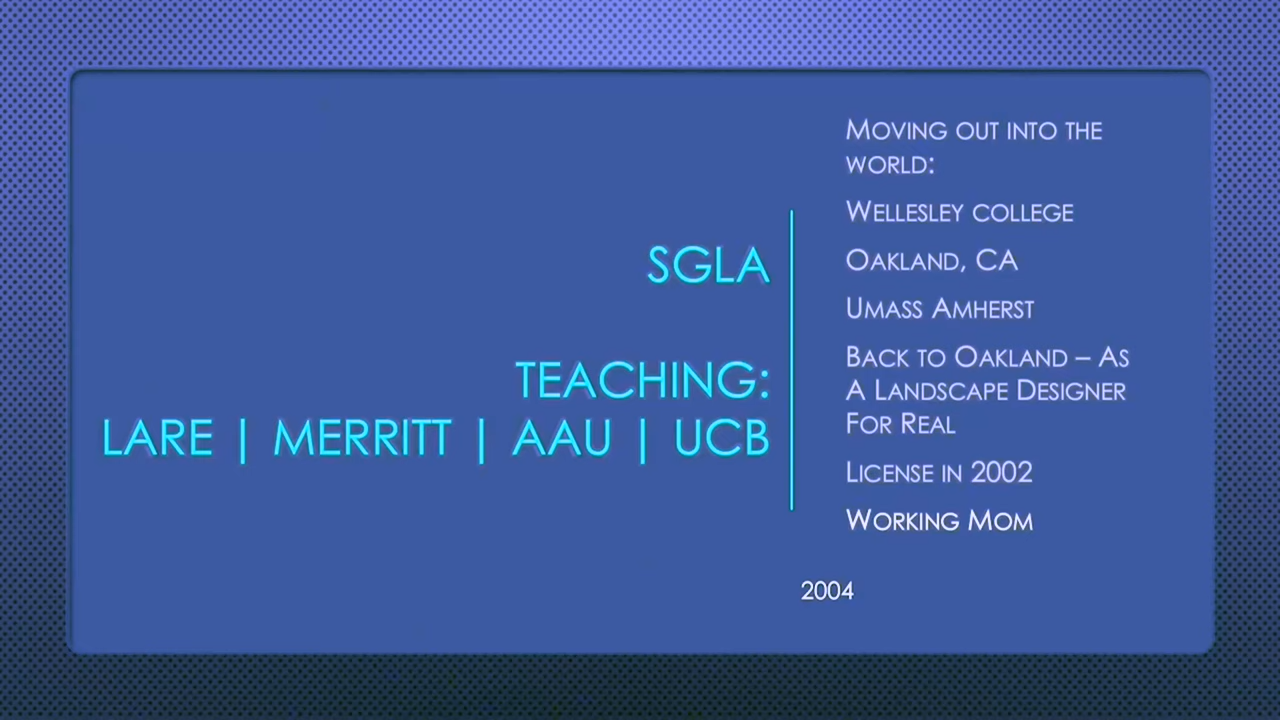 SGLA
TEACHING:
LARE | MERRITT | AAU | UCB
MOVING OUT INTO THE
WORLD:
WELLESLEY COLLEGE
OAKLAND, CA
UMASS AMHERST
BACK TO OAKLAND – AS
A LANDSCAPE DESIGNER
FOR REAL
LICENSE IN 2002
WORKING MOM
2004